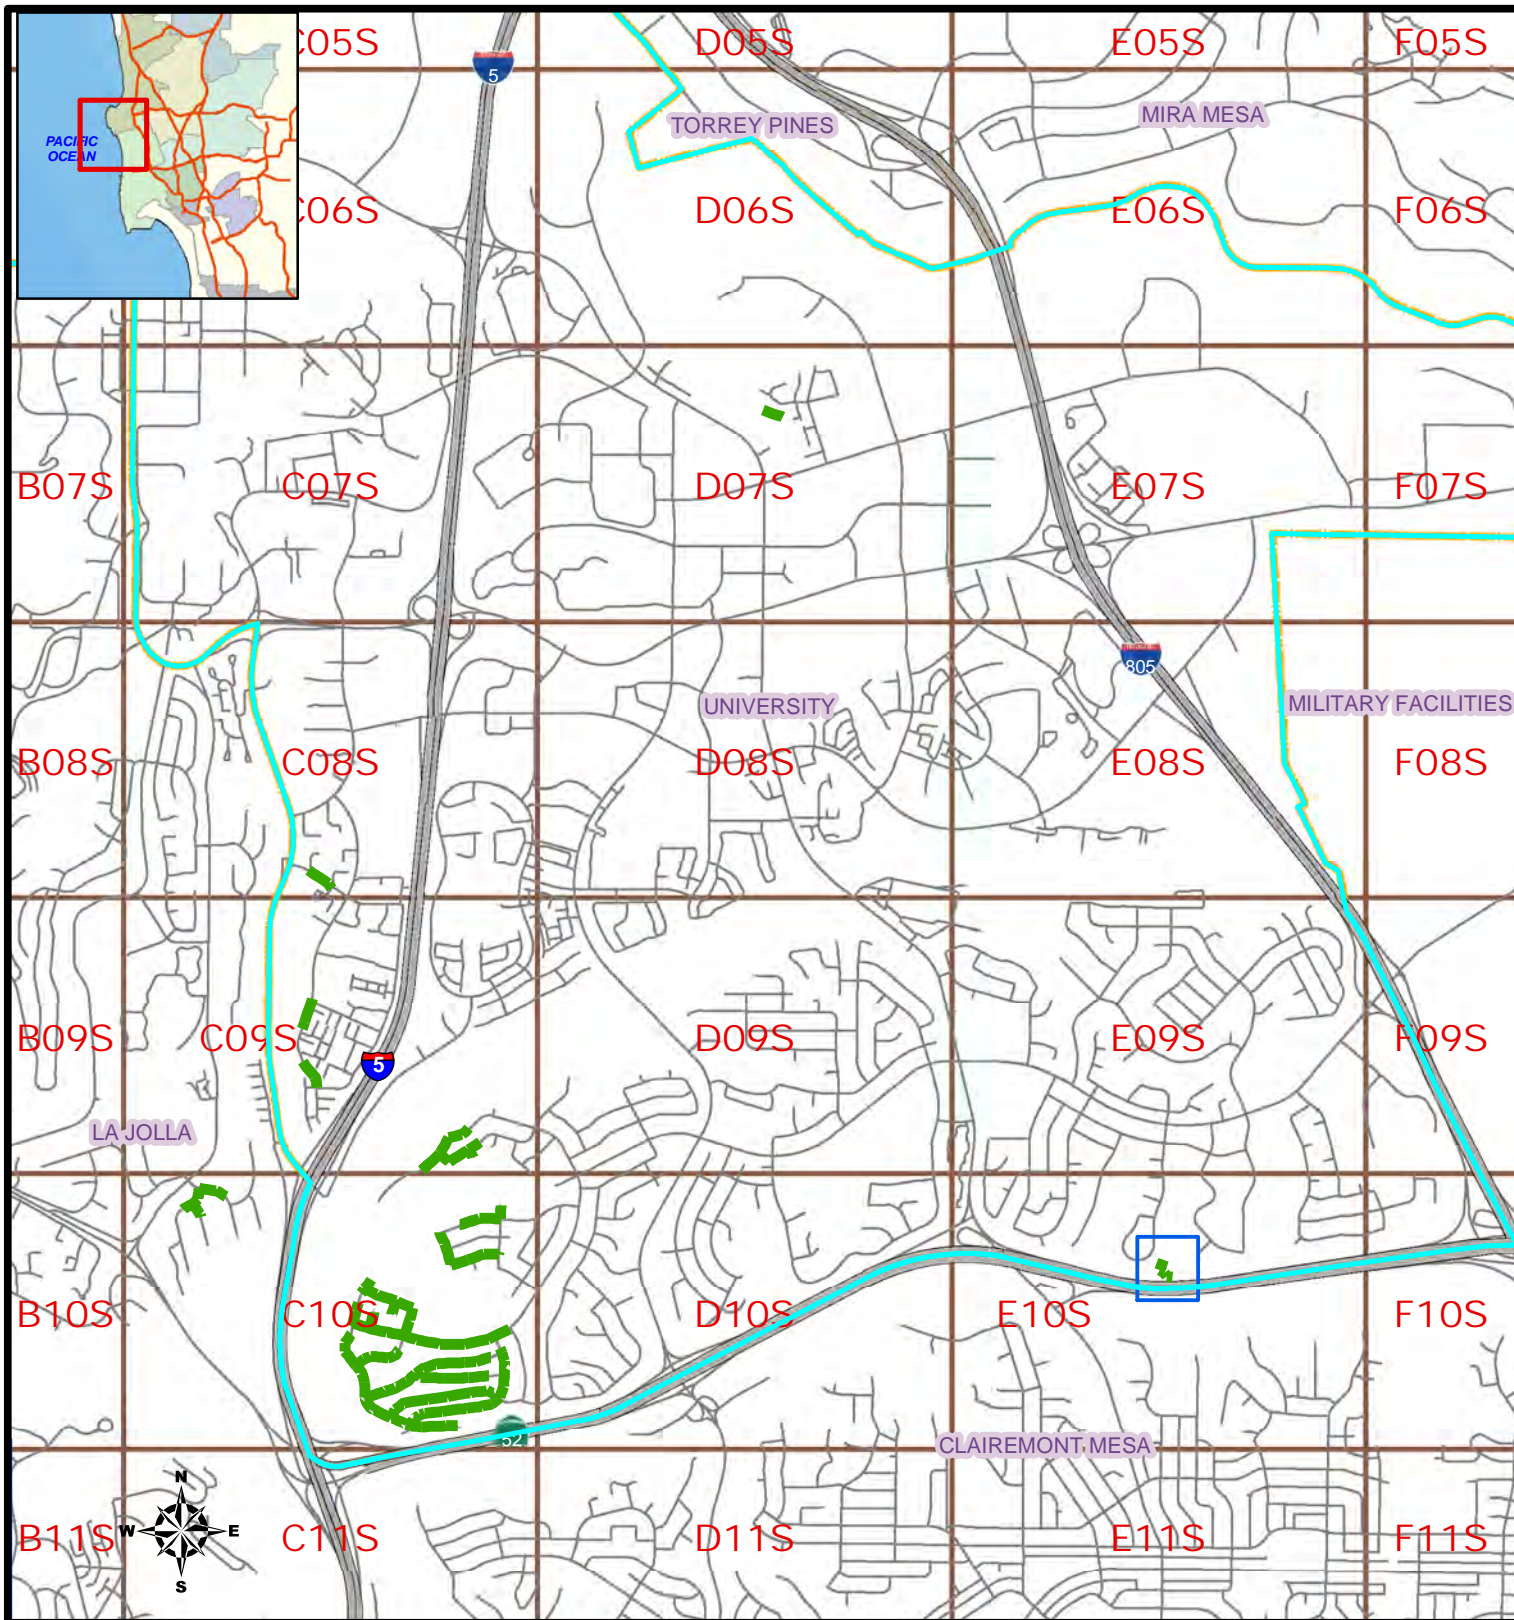 C05S
D05S
E05S
F05S
5
TORREY PINES
MIRA MESA
PACIFIC
OCEAN
C06S
D06S
E06S
F06S
B07S
C07S
D07S
E07S
F07S
805
UNIVERSITY
MILITARY FACILITIES
B08S
C08S
D08S
E08S
F08S
B09S
C09S
D09S
E09S
F09S
5
LA JOLLA
B10S
C10S
D10S
E10S
F10S
52
CLAIREMONT MESA
N
W
E
S
B11S
C11S
D11S
E11S
F11S